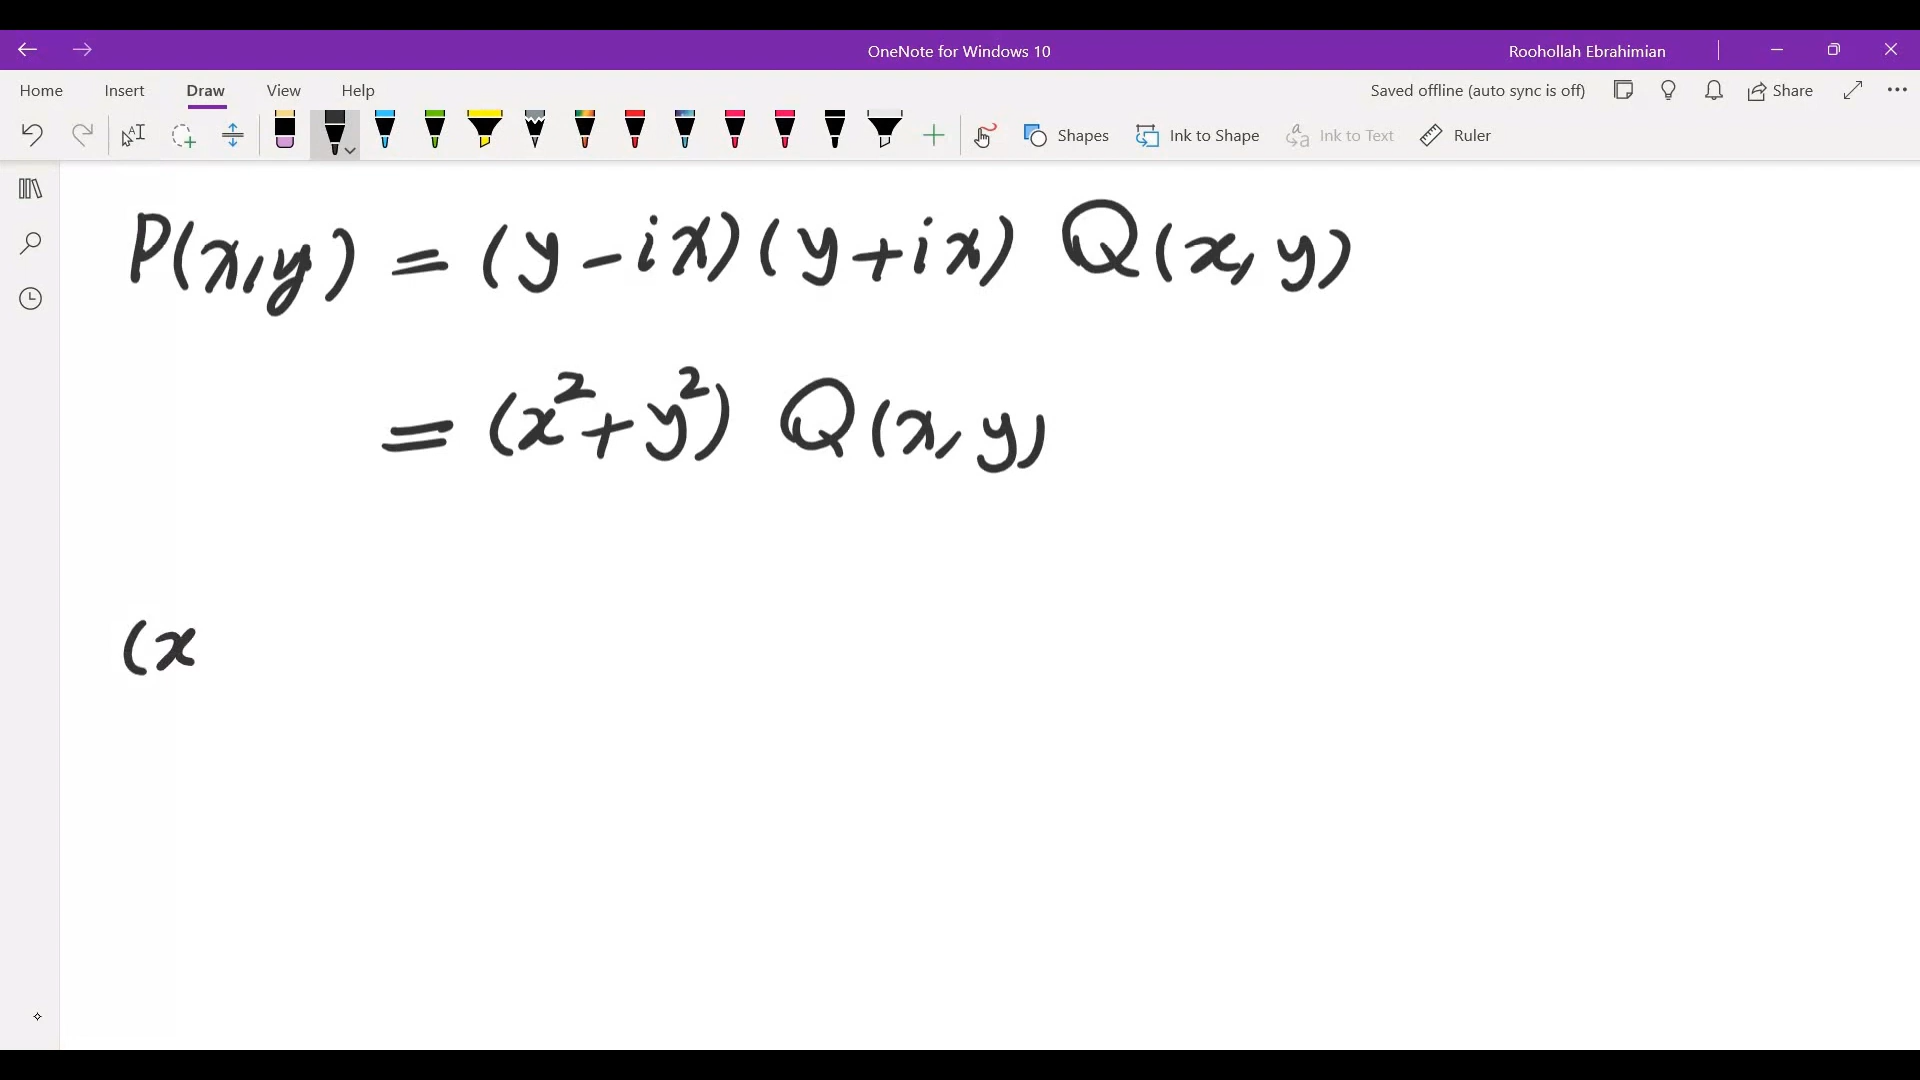 OneNote for Windows 10
Roohollah Ebrahimian
Home Insert Draw View Help
Saved offline (auto sync is off)
Share
Shapes
Ink to Shape
Ink to Text
Ruler
P(x,y) = (y-ix)(y+ix) Q(x,y)
= (x²+y²) Q(x,y)
(x